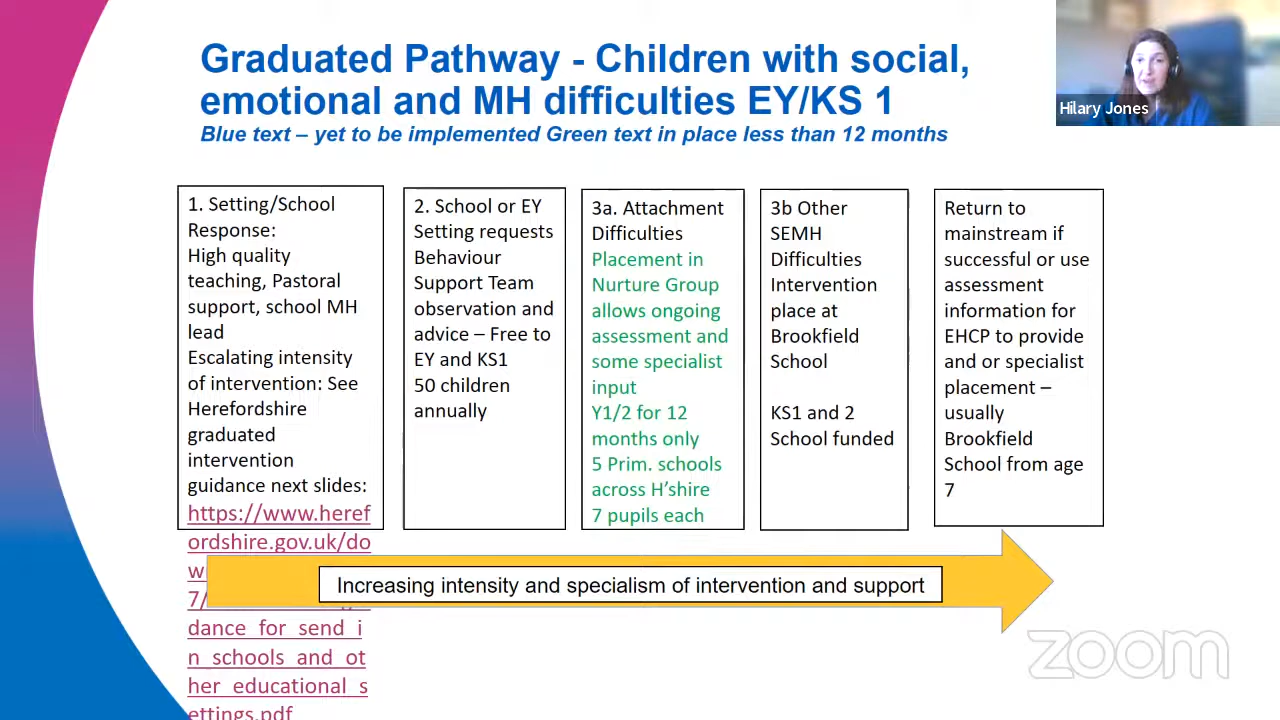 Graduated Pathway - Children with social,
emotional and MH difficulties EY/KS 1
Blue text – yet to be implemented Green text in place less than 12 months
Hilary Jones
1. Setting/School
Response:
High quality
teaching, Pastoral
support, school MH
lead
Escalating intensity
of intervention: See
Herefordshire
graduated
intervention
guidance next slides:
https://www.heref
ordshire.gov.uk/do
7/
dance_for_send_i
n_schools_and_ot
her_educational_s
ettings.pdf
2. School or EY
Setting requests
Behaviour
Support Team
observation and
advice – Free to
EY and KS1
50 children
annually
3a. Attachment
Difficulties
Placement in
Nurture Group
allows ongoing
assessment and
some specialist
input
Y1/2 for 12
months only
5 Prim. schools
across H’shire
7 pupils each
3b Other
SEMH
Difficulties
Intervention
place at
Brookfield
School
KS1 and 2
School funded
Return to
mainstream if
successful or use
assessment
information for
EHCP to provide
and or specialist
placement –
usually
Brookfield
School from age
7
Increasing intensity and specialism of intervention and support
zoom